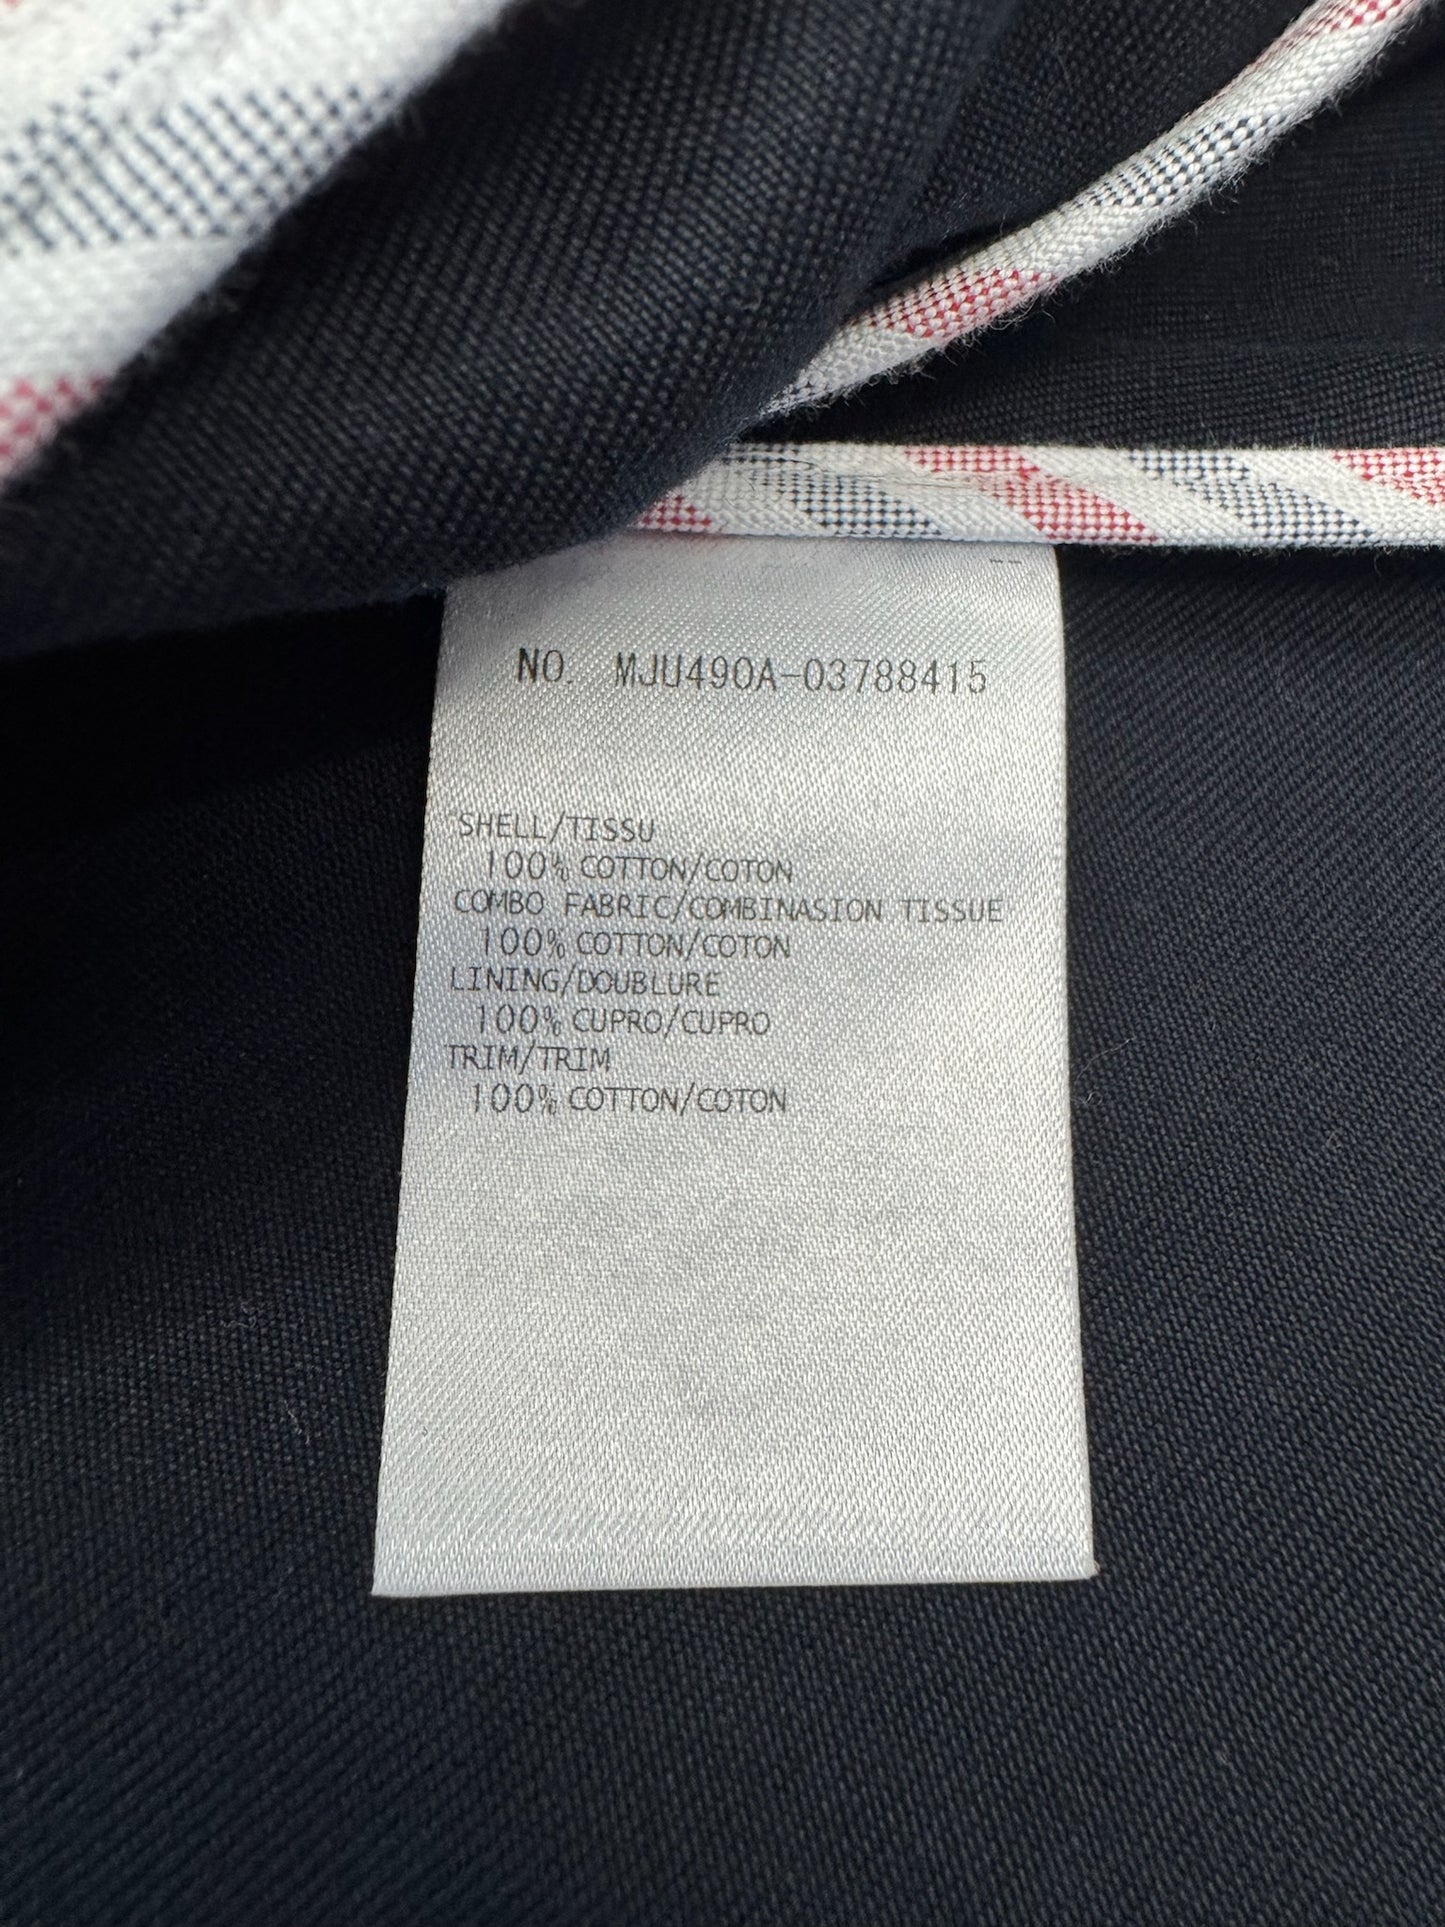 NO. MJU490A-03788415
SHELL/TISSU
100% COTTON/COTON
COMBO FABRIC/COMBINASION TISSUE
100% COTTON/COTON
LINING/DOUBLURE
100% CUPRO/CUPRO
TRIM/TRIM
100% COTTON/COTON